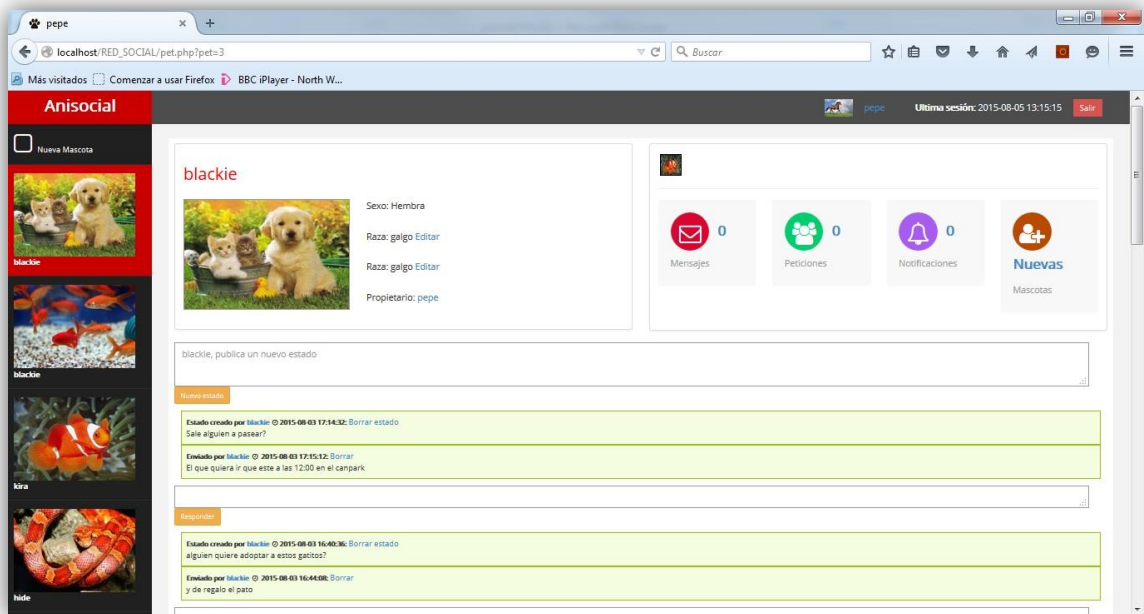 pepe
localhost/RED_SOCIAL/pet.php?pet=3
Buscar
Más visitados Comenzar a usar Firefox BBC iPlayer - North W...
Anisocial
pepe Ultima sesión: 2015-08-05 13:15:15 Salir
Nueva Mascota
blackie
blackie
kira
hide
blackie
Sexo: Hembra
Raza: galgo Editar
Raza: galgo Editar
Propietario: pepe
0
Mensajes
0
Peticiones
0
Notificaciones
Nuevas
Mascotas
blackie, publica un nuevo estado
Nuevo estado
Estado creado por blackie 2015-08-03 17:14:32: Borrar estado
Sale alguien a pasear?
Enviado por blackie 2015-08-03 17:15:12: Borrar
El que quiera ir que este a las 12:00 en el canpark
Responder
Estado creado por blackie 2015-08-03 16:40:36: Borrar estado
alguien quiere adoptar a estos gatitos?
Enviado por blackie 2015-08-03 16:44:08: Borrar
y de regalo el pato